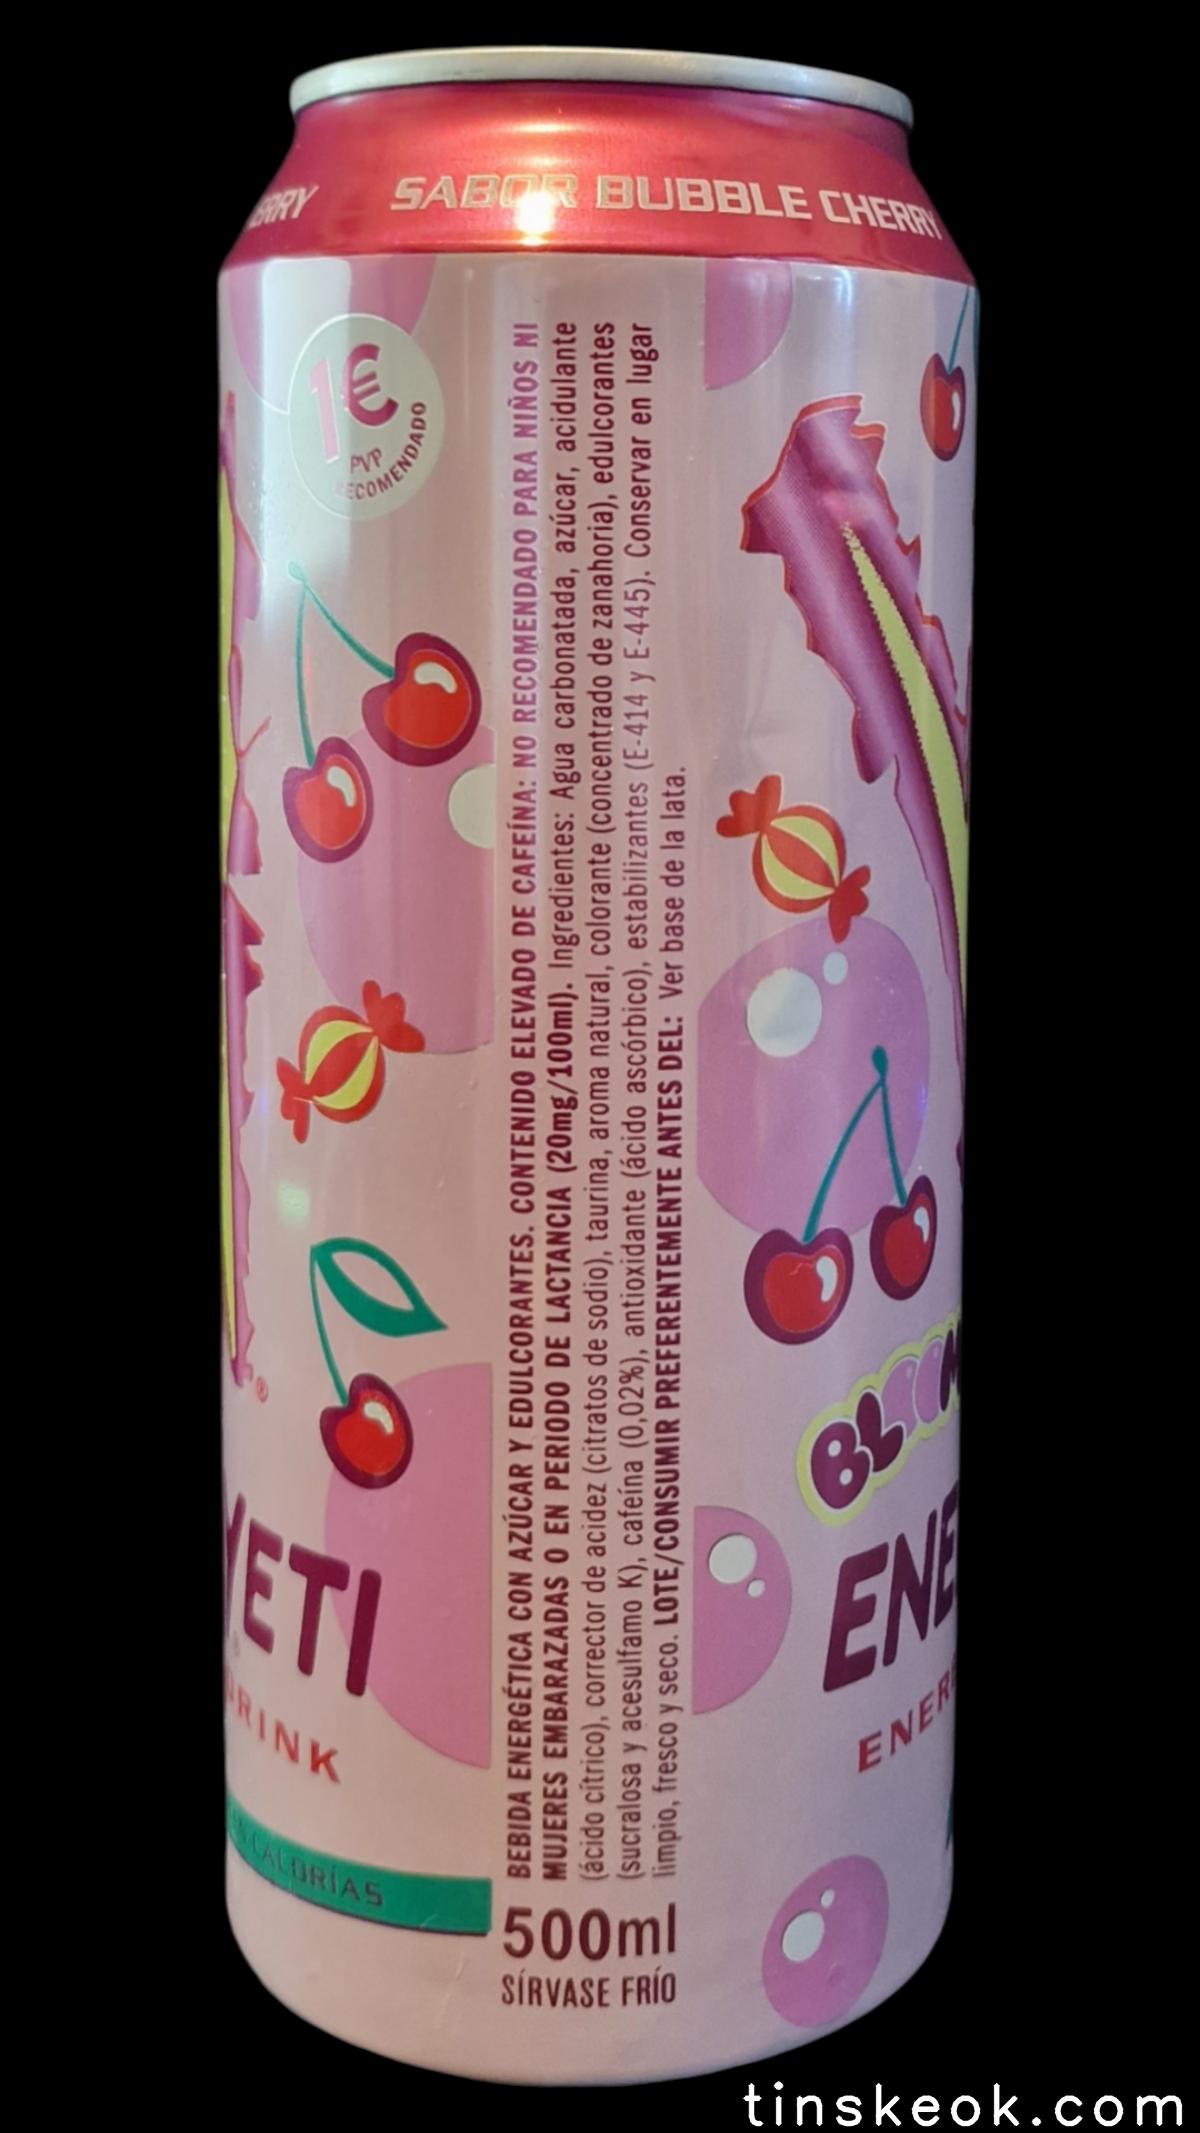 SABOR BUBBLE CHERRY
1€
PVP
RECOMENDADO
BEBIDA ENERGÉTICA CON AZÚCAR Y EDULCORANTES. CONTENIDO ELEVADO DE CAFEÍNA: NO RECOMENDADO PARA NIÑOS NI
MUJERES EMBARAZADAS O EN PERIODO DE LACTANCIA (20mg/100ml). Ingredientes: Agua carbonatada, azúcar, acidulante
(ácido cítrico), corrector de acidez (citratos de sodio), taurina, aroma natural, colorante (concentrado de zanahoria), edulcorantes
(sucralosa y acesulfamo K), cafeína (0,02%), antioxidante (ácido ascórbico), estabilizantes (E-414 y E-445). Conservar en lugar
limpio, fresco y seco. LOTE/CONSUMIR PREFERENTEMENTE ANTES DEL: Ver base de la lata.
500ml
SÍRVASE FRÍO
YETI
DRINK
CALORÍAS
tinskeok.com